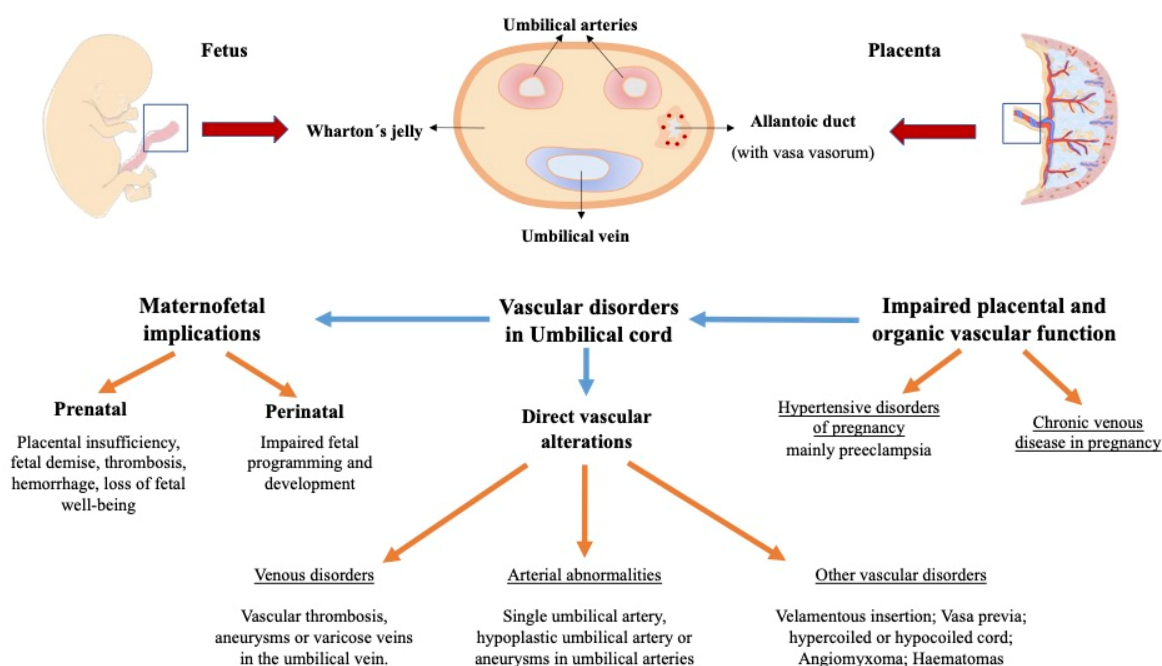 Umbilical arteries
Fetus
Placenta
Wharton´s jelly
Allantoic duct
(with vasa vasorum)
Umbilical vein
Maternofetal
implications
Vascular disorders
in Umbilical cord
Impaired placental and
organic vascular function
Prenatal
Placental insufficiency,
fetal demise, thrombosis,
hemorrhage, loss of fetal
well-being
Perinatal
Impaired fetal
programming and
development
Direct vascular
alterations
Hypertensive disorders
of pregnancy
mainly preeclampsia
Chronic venous
disease in pregnancy
Venous disorders
Vascular thrombosis,
aneurysms or varicose veins
in the umbilical vein.
Arterial abnormalities
Single umbilical artery,
hypoplastic umbilical artery or
aneurysms in umbilical arteries
Other vascular disorders
Velamentous insertion; Vasa previa;
hypercoiled or hypocoiled cord;
Angiomyxoma; Haematomas